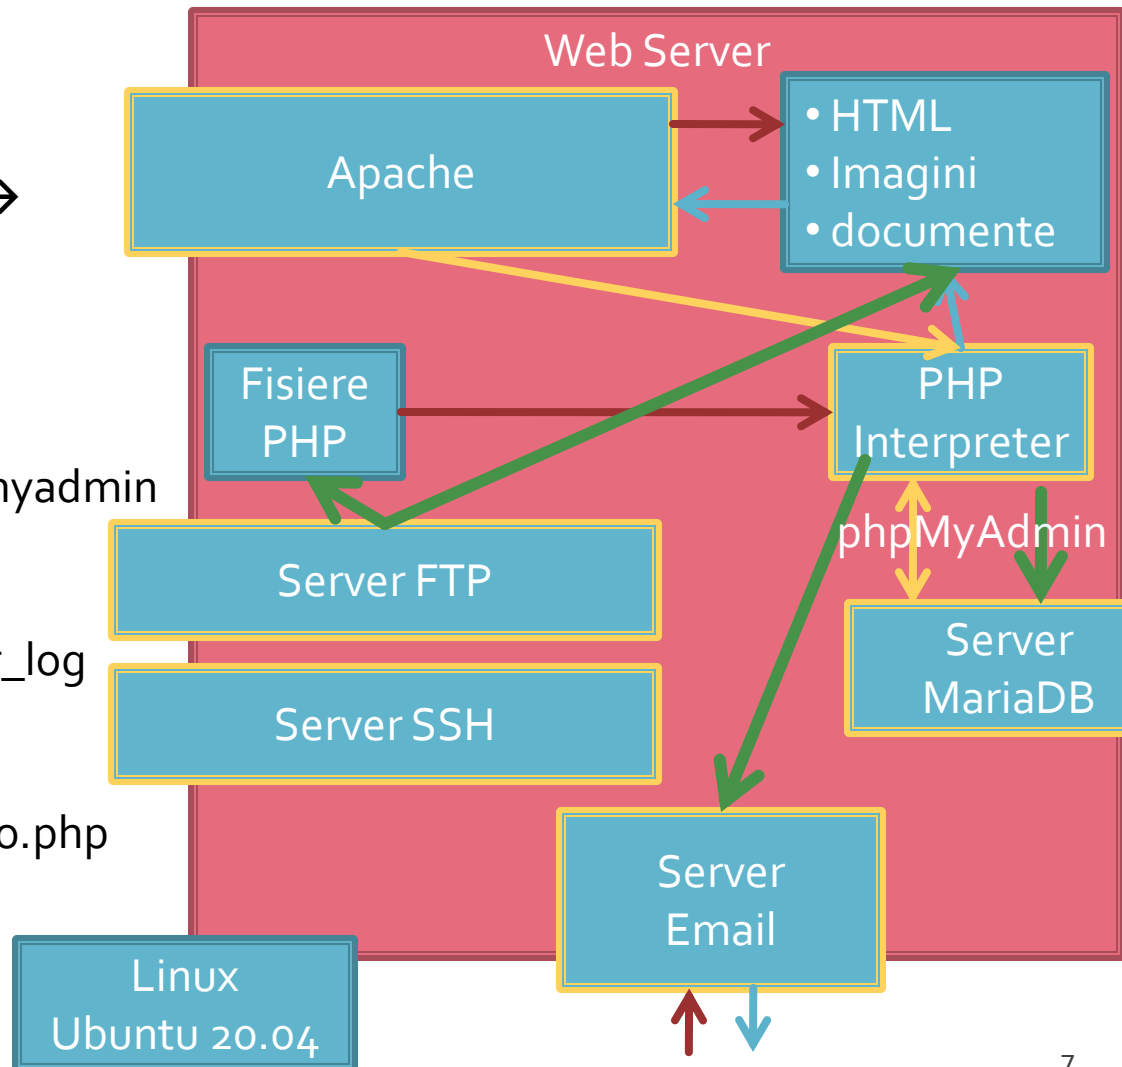 Web Server
Apache
• HTML
• Imagini
• documente
→
Fisiere
PHP
PHP
Interpreter
nyadmin
phpMyAdmin
Server FTP
_log
Server
MariaDB
Server SSH
o.php
Server
Email
Linux
Ubuntu 20.04
7